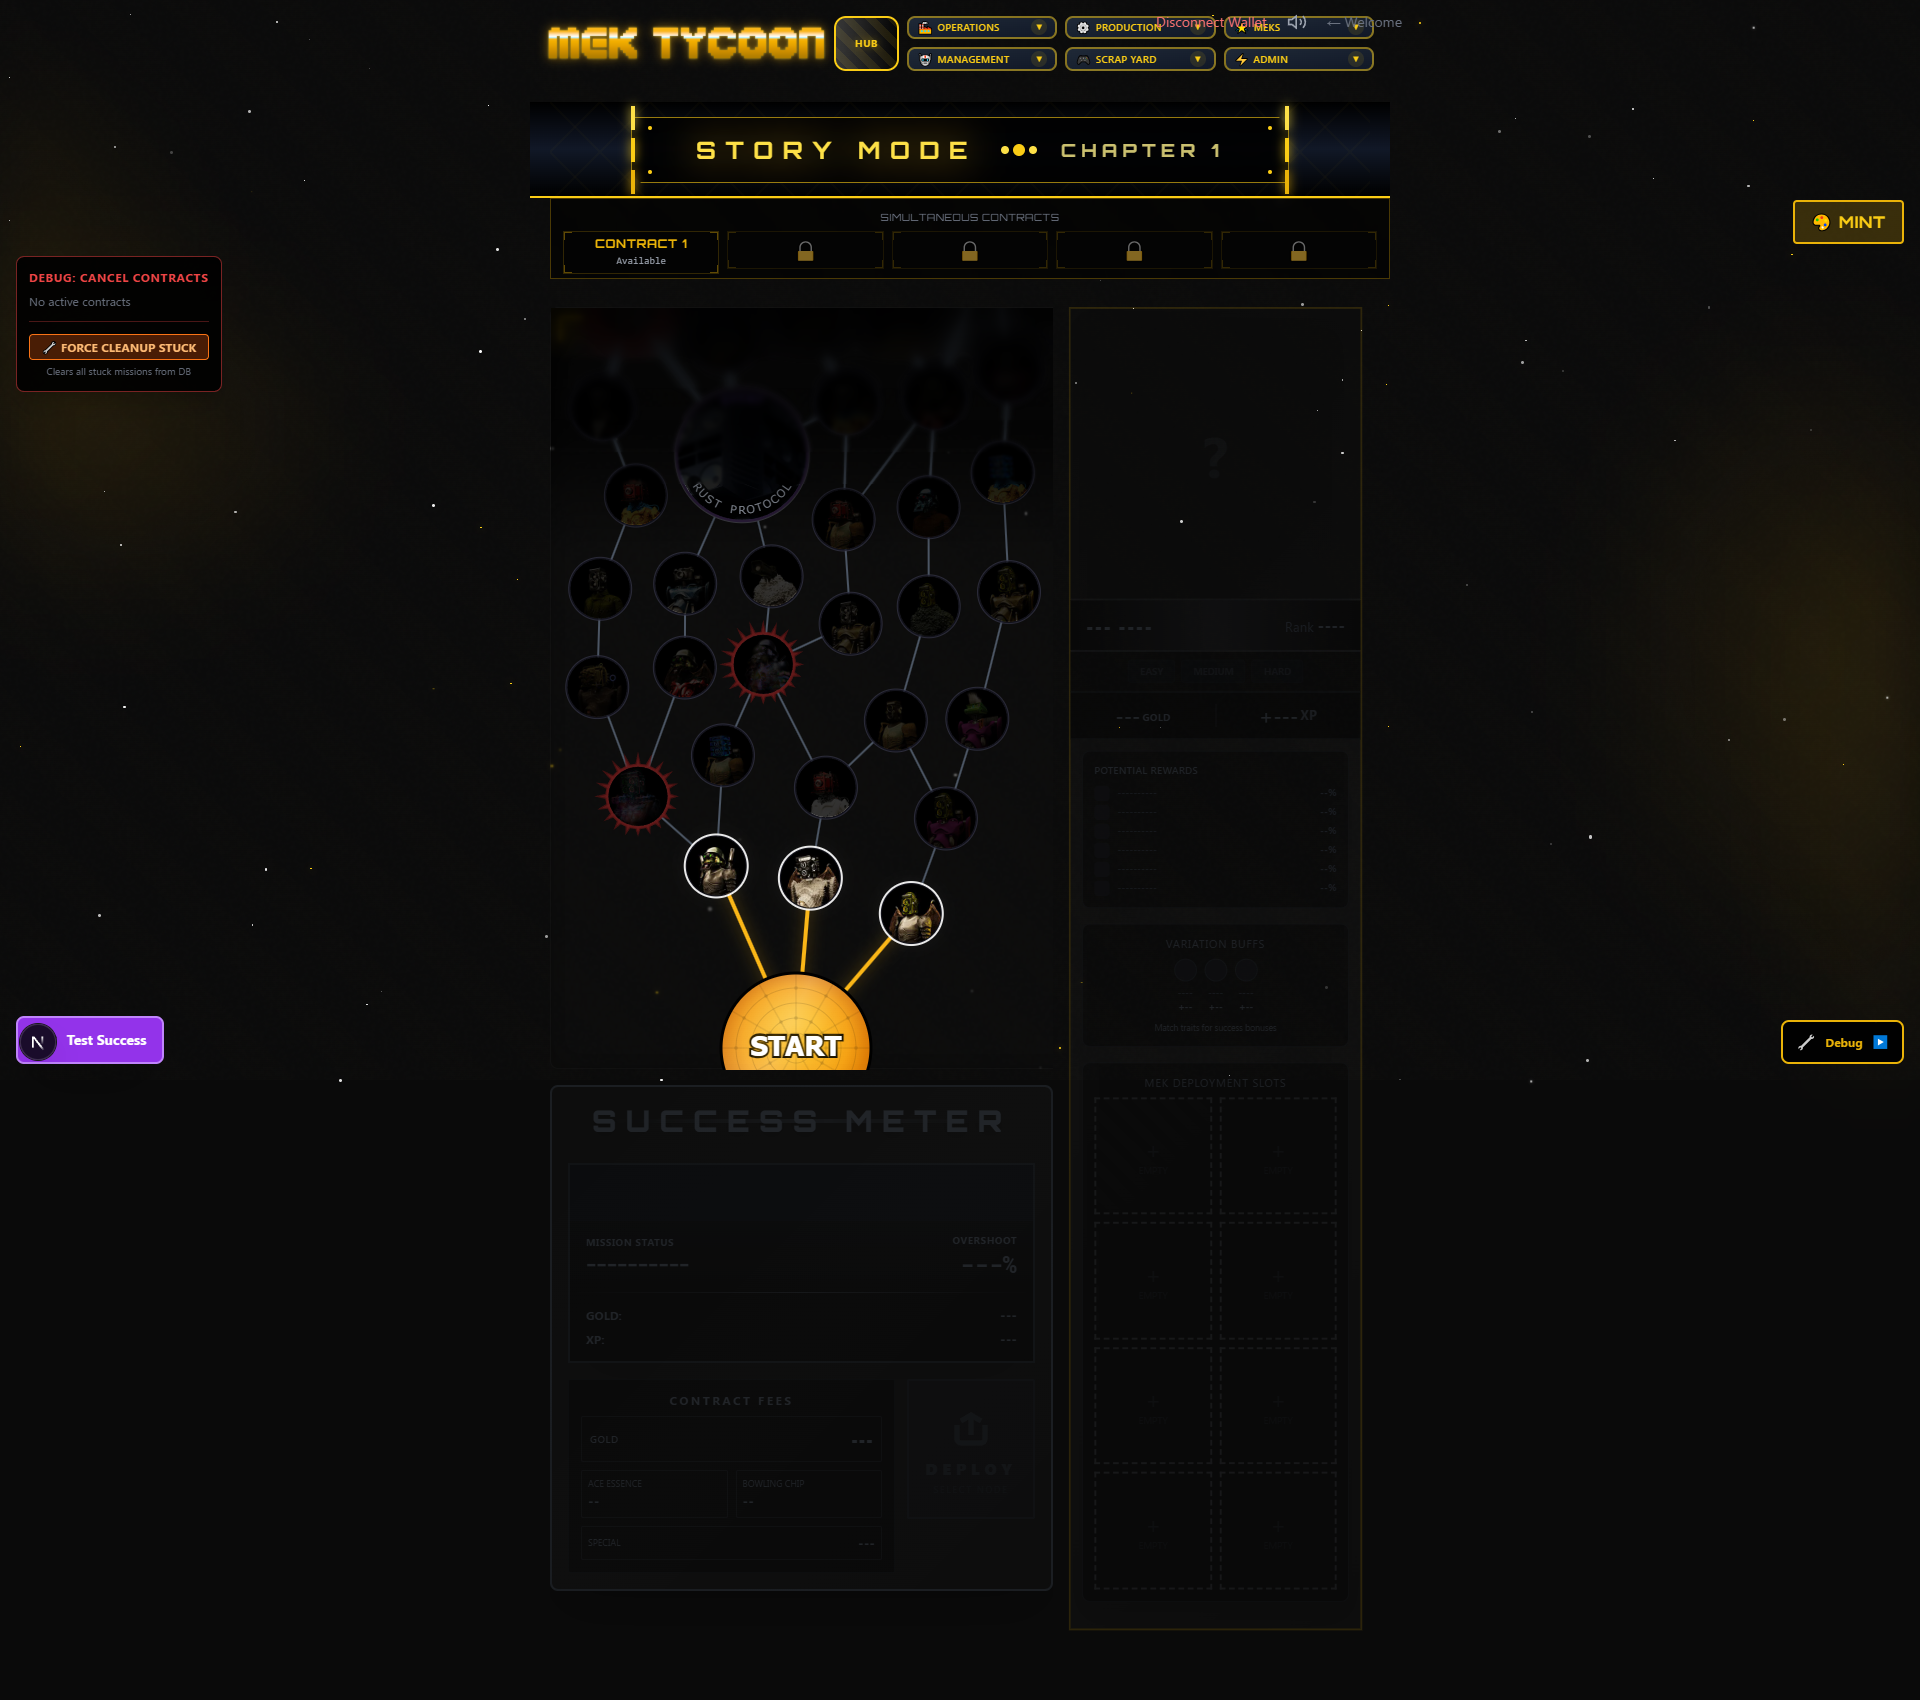 MEK TYCOON
HUB
OPERATIONS
PRODUCTION
MEKS
MANAGEMENT
SCRAP YARD
ADMIN
Disconnect Wallet
← Welcome
STORY MODE
CHAPTER 1
SIMULTANEOUS CONTRACTS
CONTRACT 1
Available
MINT
DEBUG: CANCEL CONTRACTS
No active contracts
FORCE CLEANUP STUCK
Clears all stuck missions from DB
RUST PROTOCOL
START
?
--- ----
Rank ----
EASY
MEDIUM
HARD
--- GOLD
+--- XP
POTENTIAL REWARDS
--%
--%
--%
--%
--%
--%
VARIATION BUFFS
+--
+--
+--
Match traits for success bonuses
MEK DEPLOYMENT SLOTS
N
Test Success
Debug
SUCCESS METER
MISSION STATUS
OVERSHOOT
----------
---%
GOLD:
---
XP:
---
CONTRACT FEES
GOLD
---
ACE ESSENCE
--
BOWLING CHIP
--
SPECIAL
---
DEPLOY